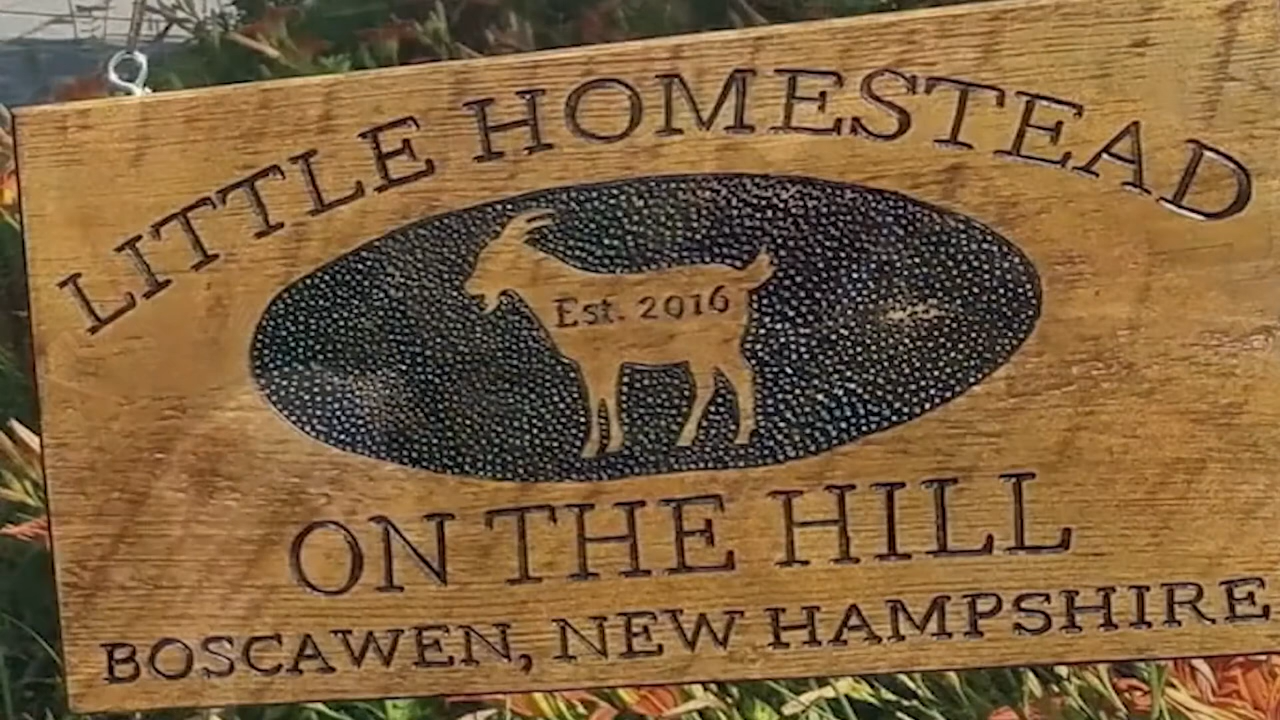 LITTLE HOMESTEAD
Est. 2016
ON THE HILL
BOSCAWEN, NEW HAMPSHIRE